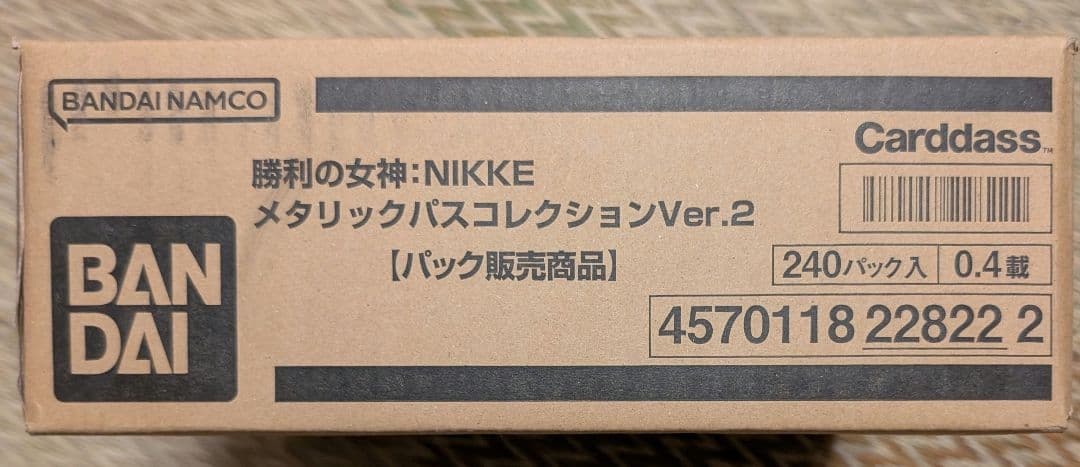 BANDAI NAMCO
Carddass™
勝利の女神:NIKKE
メタリックパスコレクションVer.2
【パック販売商品】
240パック入 0.4載
4570118 22822 2
BAN
DAI